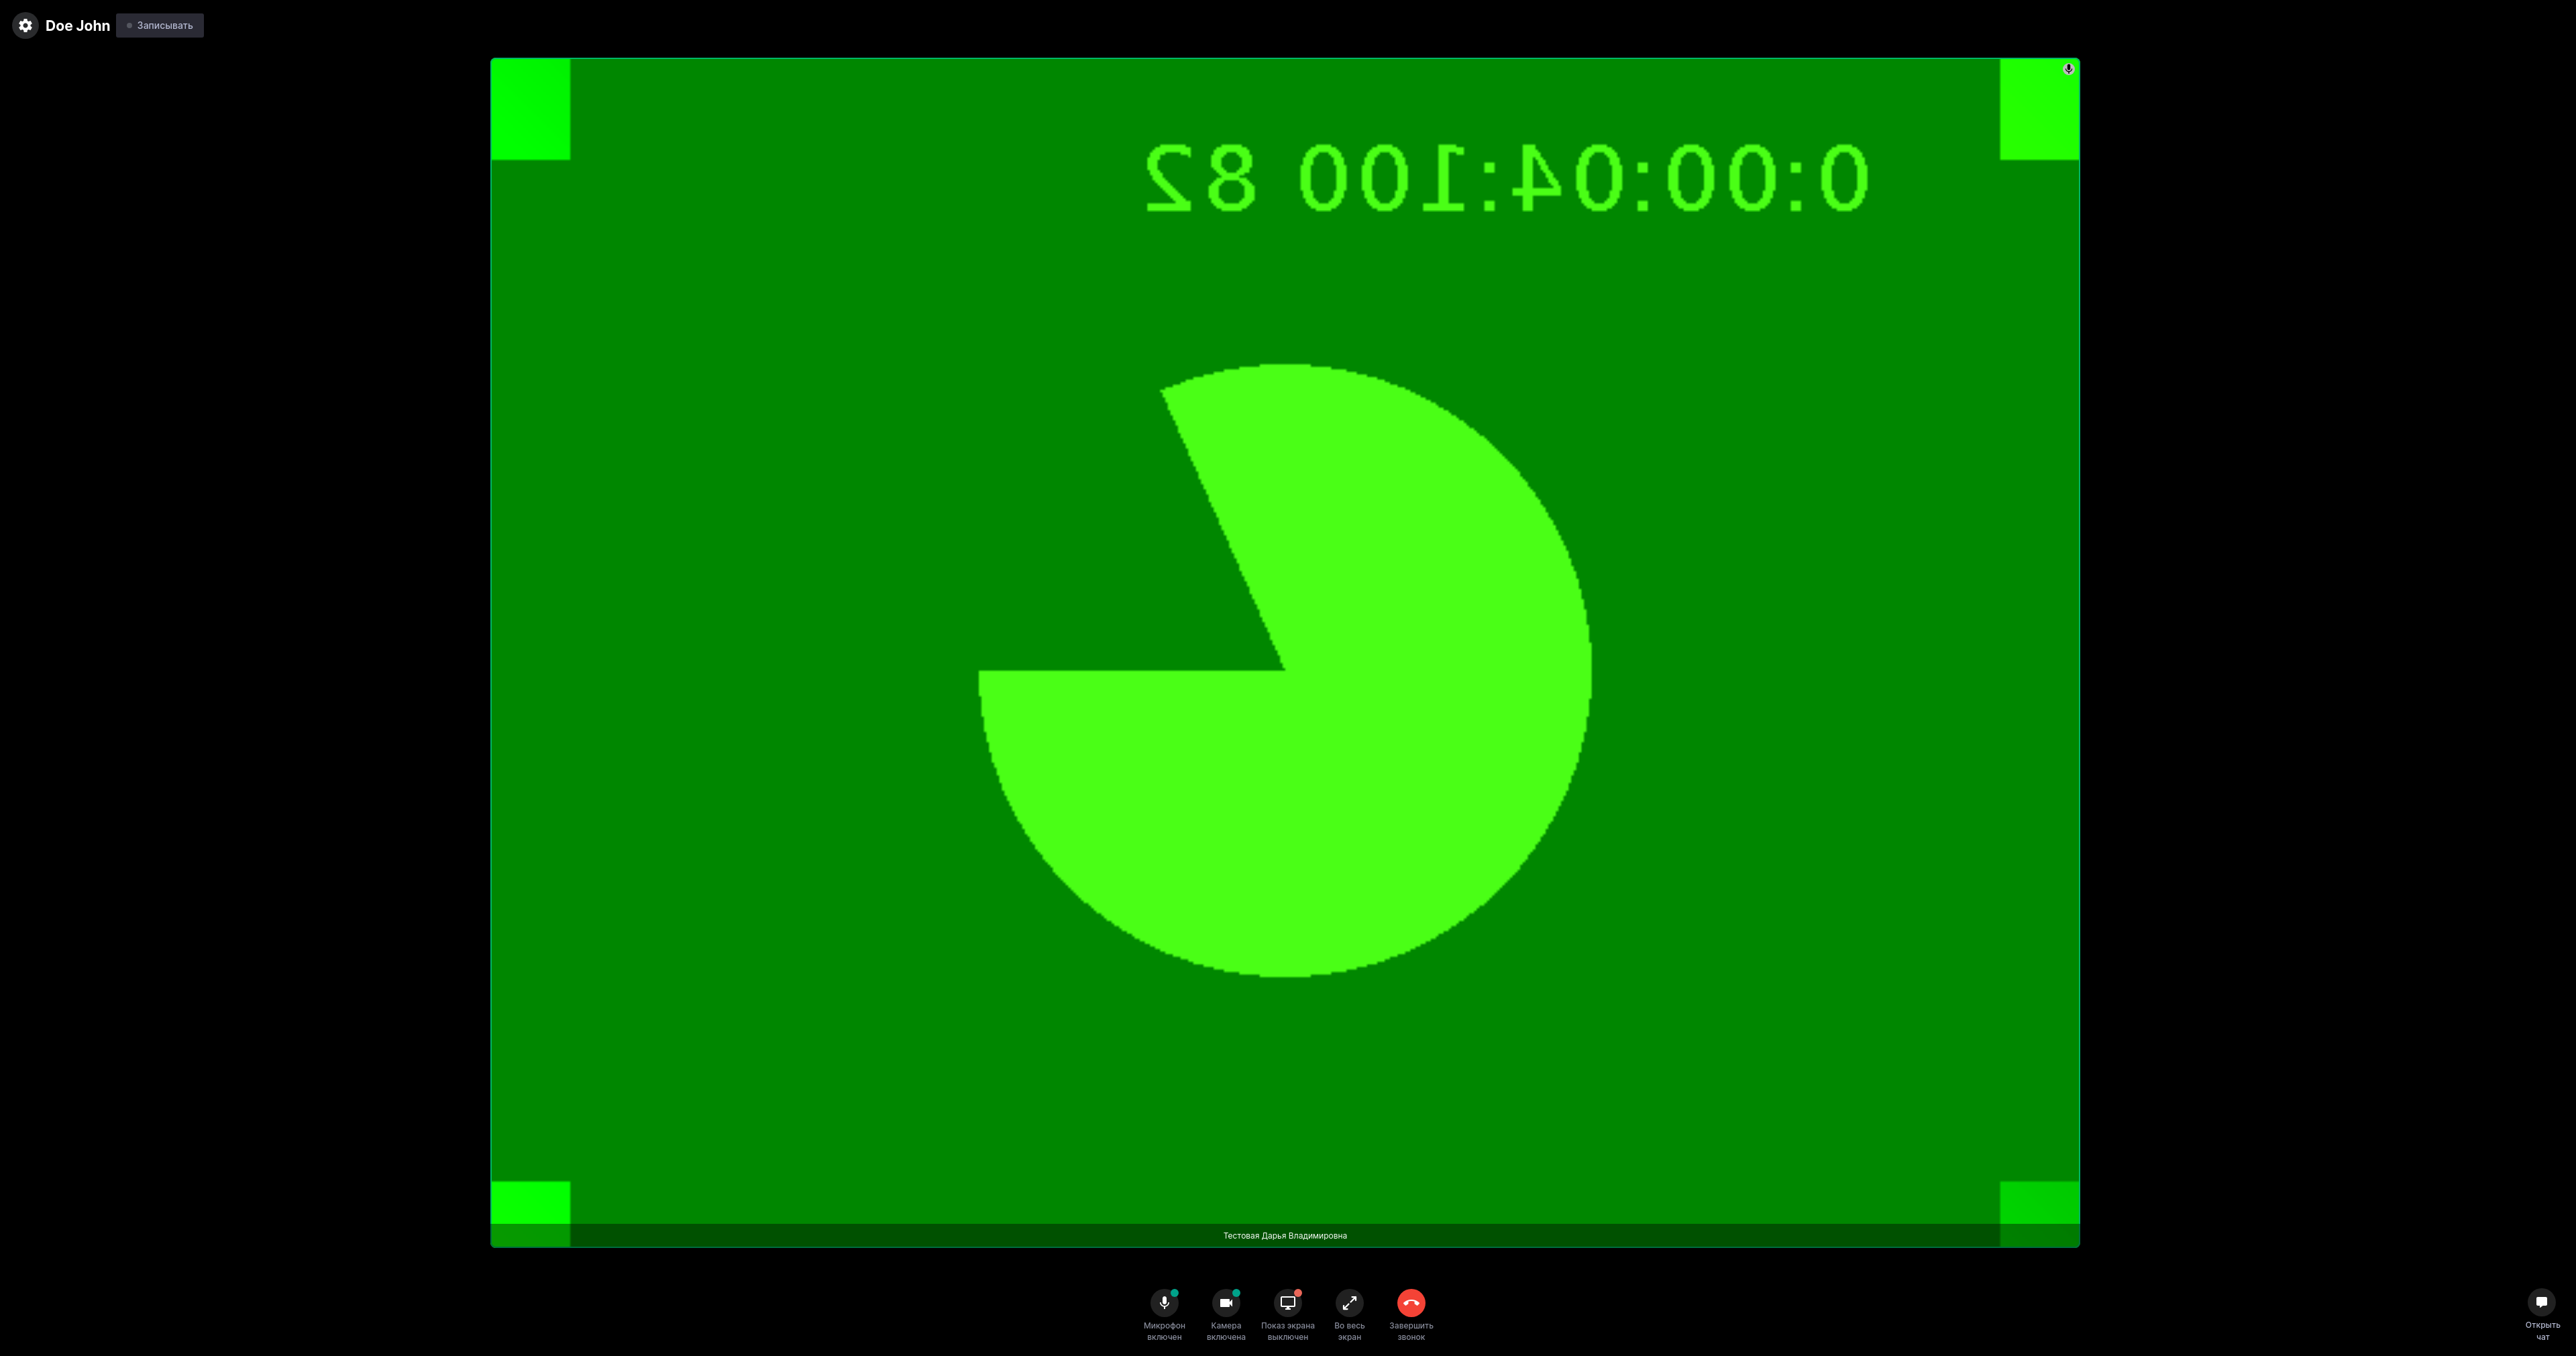 Doe John
Записывать
0:00:04:100 82
Тестовая Дарья Владимировна
Микрофон включен
Камера включена
Показ экрана выключен
Во весь экран
Завершить звонок
Открыть чат